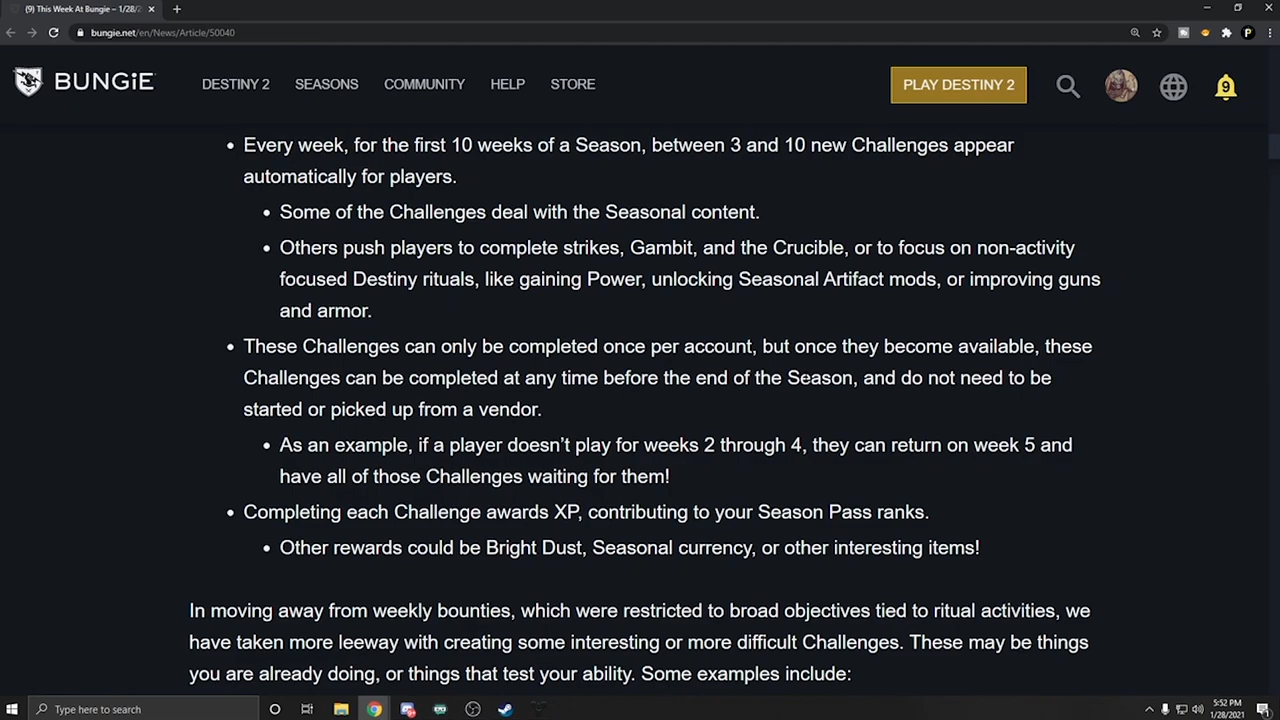 (9) This Week At Bungie – 1/28/2
bungie.net/en/News/Article/50040
P
BUNGiE
DESTINY 2 SEASONS COMMUNITY HELP STORE
PLAY DESTINY 2
9
• Every week, for the first 10 weeks of a Season, between 3 and 10 new Challenges appear
automatically for players.
• Some of the Challenges deal with the Seasonal content.
• Others push players to complete strikes, Gambit, and the Crucible, or to focus on non-activity
focused Destiny rituals, like gaining Power, unlocking Seasonal Artifact mods, or improving guns
and armor.
• These Challenges can only be completed once per account, but once they become available, these
Challenges can be completed at any time before the end of the Season, and do not need to be
started or picked up from a vendor.
• As an example, if a player doesn’t play for weeks 2 through 4, they can return on week 5 and
have all of those Challenges waiting for them!
• Completing each Challenge awards XP, contributing to your Season Pass ranks.
• Other rewards could be Bright Dust, Seasonal currency, or other interesting items!
In moving away from weekly bounties, which were restricted to broad objectives tied to ritual activities, we
have taken more leeway with creating some interesting or more difficult Challenges. These may be things
you are already doing, or things that test your ability. Some examples include:
Type here to search
5:52 PM
1/28/2021